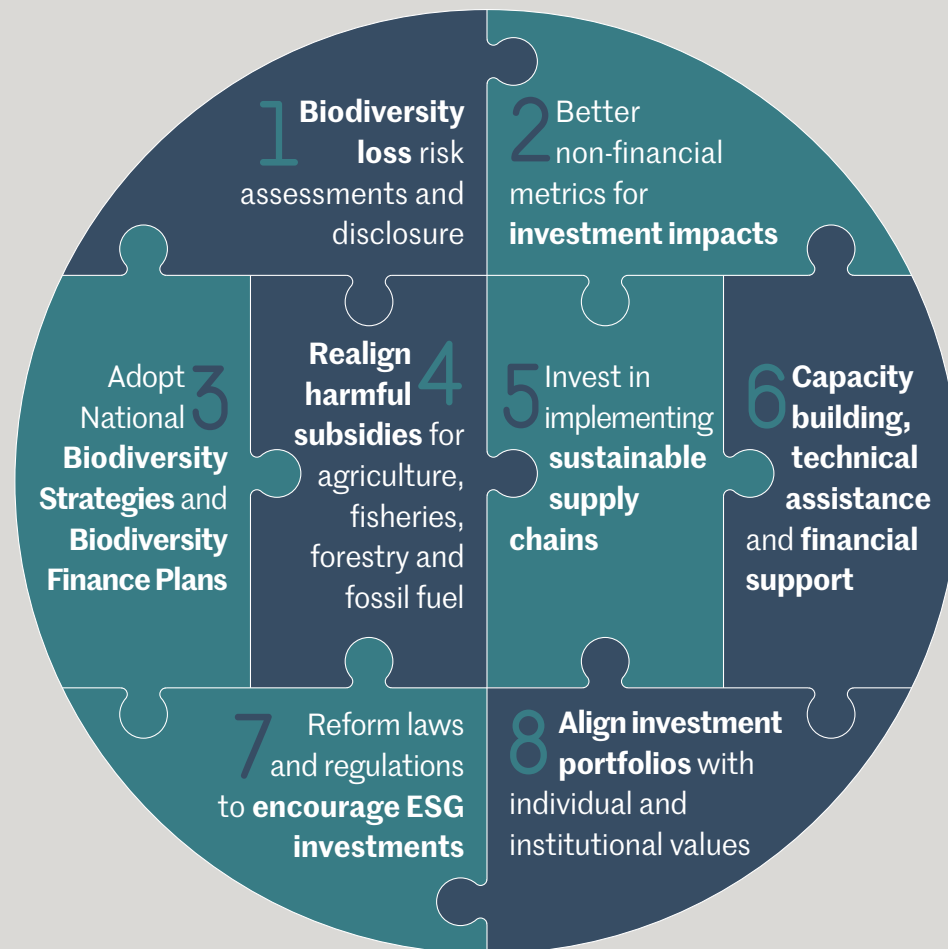 1 Biodiversity
loss risk
assessments and
disclosure
2 Better
non-financial
metrics for
investment impacts
Adopt 3
National
Biodiversity
Strategies and
Biodiversity
Finance Plans
Realign 4
harmful
subsidies for
agriculture,
fisheries,
forestry and
fossil fuel
5 Invest in
implementing
sustainable
supply
chains
6 Capacity
building,
technical
assistance
and financial
support
7 Reform laws
and regulations
to encourage ESG
investments
8 Align investment
portfolios with
individual and
institutional values